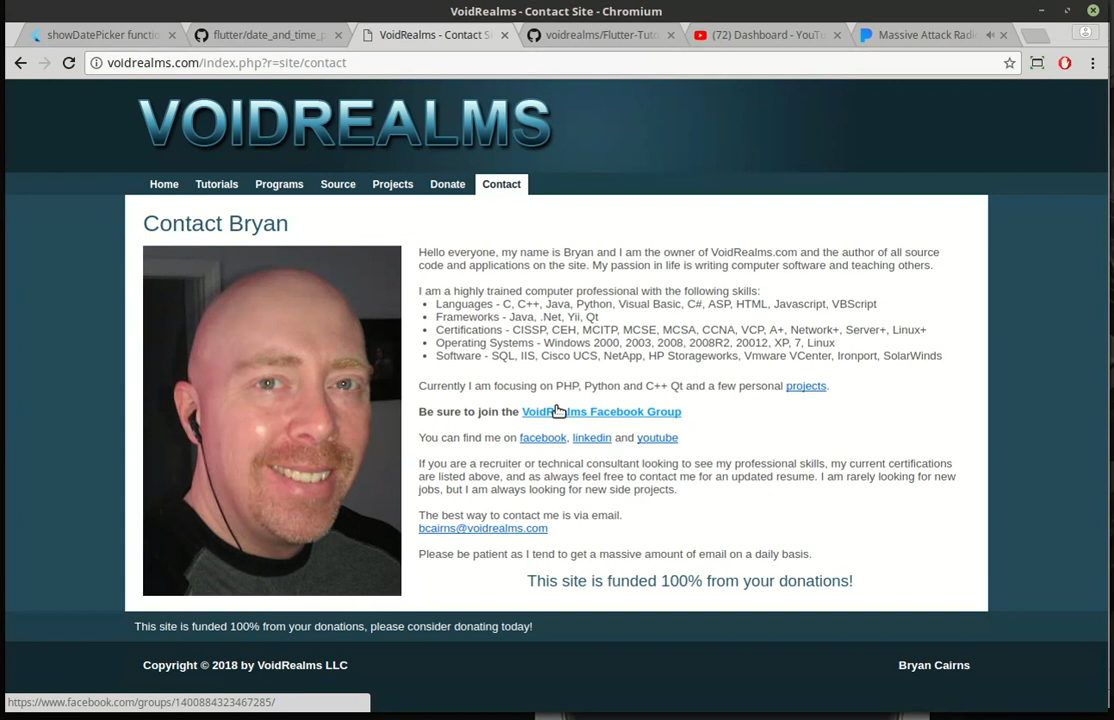 VoidRealms - Contact Site - Chromium
showDatePicker functio
flutter/date_and_time_p
VoidRealms - Contact S
voidrealms/Flutter-Tuto
(72) Dashboard - YouTu
Massive Attack Radi
voidrealms.com/index.php?r=site/contact
VOIDREALMS
Home Tutorials Programs Source Projects Donate Contact
Contact Bryan
Hello everyone, my name is Bryan and I am the owner of VoidRealms.com and the author of all source
code and applications on the site. My passion in life is writing computer software and teaching others.
I am a highly trained computer professional with the following skills:
• Languages - C, C++, Java, Python, Visual Basic, C#, ASP, HTML, Javascript, VBScript
• Frameworks - Java, .Net, Yii, Qt
• Certifications - CISSP, CEH, MCITP, MCSE, MCSA, CCNA, VCP, A+, Network+, Server+, Linux+
• Operating Systems - Windows 2000, 2003, 2008, 2008R2, 20012, XP, 7, Linux
• Software - SQL, IIS, Cisco UCS, NetApp, HP Storageworks, Vmware VCenter, Ironport, SolarWinds
Currently I am focusing on PHP, Python and C++ Qt and a few personal projects.
Be sure to join the VoidRealms Facebook Group
You can find me on facebook, linkedin and youtube
If you are a recruiter or technical consultant looking to see my professional skills, my current certifications
are listed above, and as always feel free to contact me for an updated resume. I am rarely looking for new
jobs, but I am always looking for new side projects.
The best way to contact me is via email.
bcairns@voidrealms.com
Please be patient as I tend to get a massive amount of email on a daily basis.
This site is funded 100% from your donations!
This site is funded 100% from your donations, please consider donating today!
Copyright © 2018 by VoidRealms LLC
Bryan Cairns
https://www.facebook.com/groups/1400884323467285/